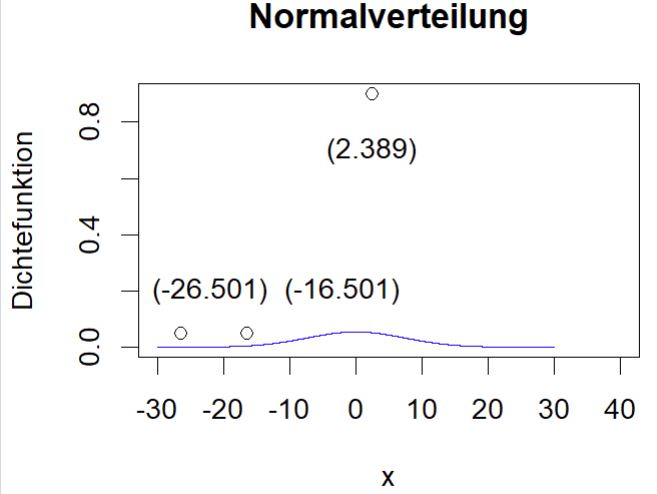 Normalverteilung
Dichtefunktion
0.8
(2.389)
0.4
(-26.501) (-16.501)
0.0
-30 -20 -10 0 10 20 30 40
x